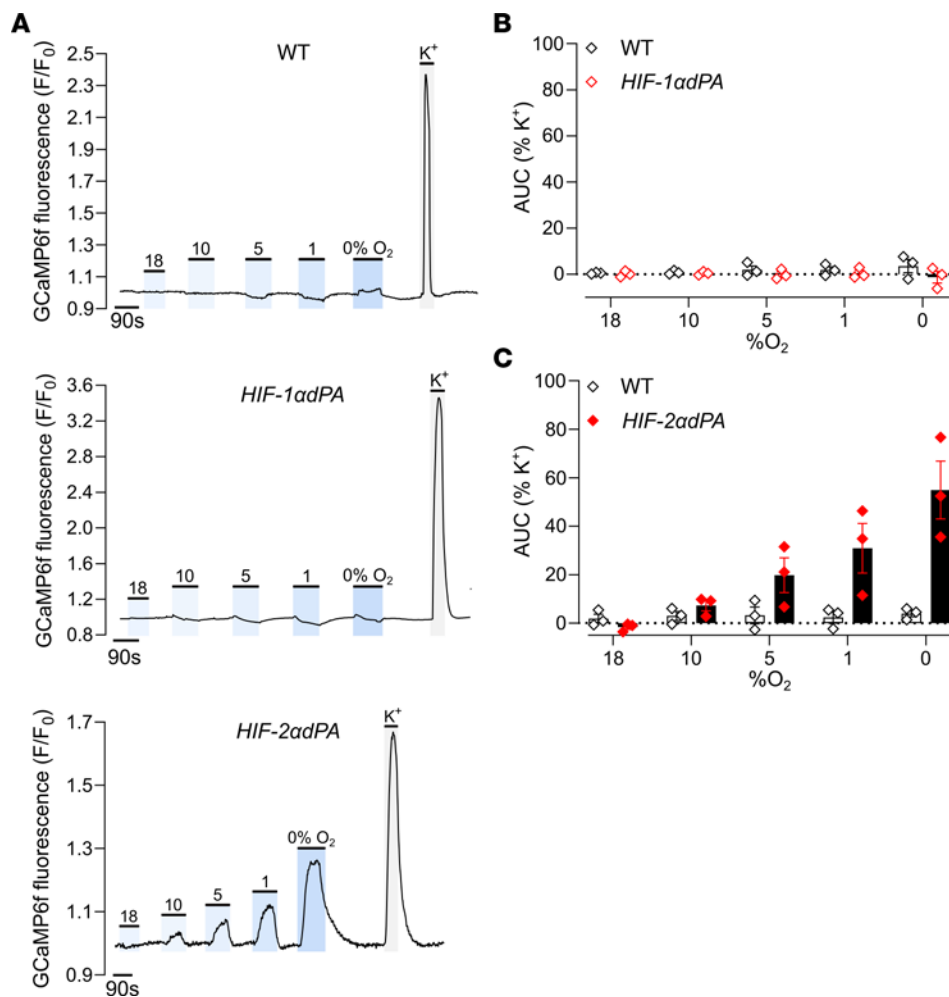 A
WT
GCaMP6f fluorescence (F/F₀)
2.5
2.3
2.1
1.9
1.7
1.5
1.3
1.1
0.9
18
10
5
1
0% O₂
K⁺
90s
HIF-1αdPA
GCaMP6f fluorescence (F/F₀)
3.6
3.2
2.8
2.4
2.0
1.6
1.2
0.8
18
10
5
1
0% O₂
K⁺
90s
HIF-2αdPA
GCaMP6f fluorescence (F/F₀)
1.7
1.5
1.3
1.1
0.9
18
10
5
1
0% O₂
K⁺
90s
B
WT
HIF-1αdPA
AUC (% K⁺)
100
80
60
40
20
0
18 10 5 1 0
%O₂
C
WT
HIF-2αdPA
AUC (% K⁺)
100
80
60
40
20
0
18 10 5 1 0
%O₂